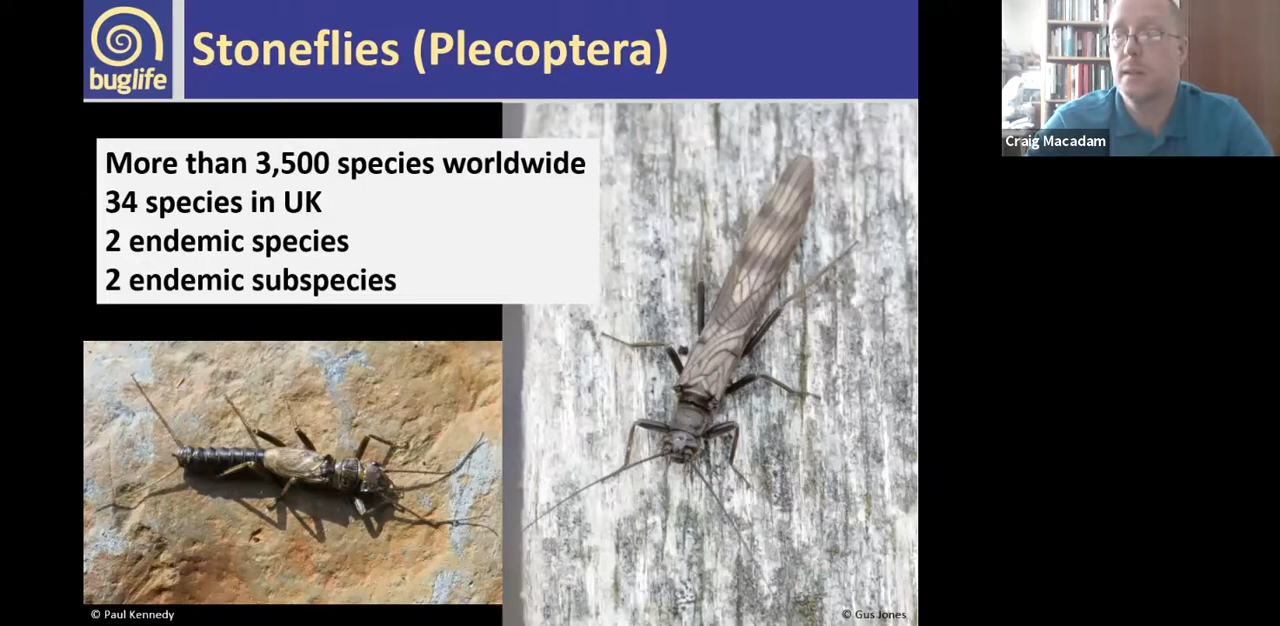 buglife
Stoneflies (Plecoptera)
More than 3,500 species worldwide
34 species in UK
2 endemic species
2 endemic subspecies
Craig Macadam
© Paul Kennedy
© Gus Jones